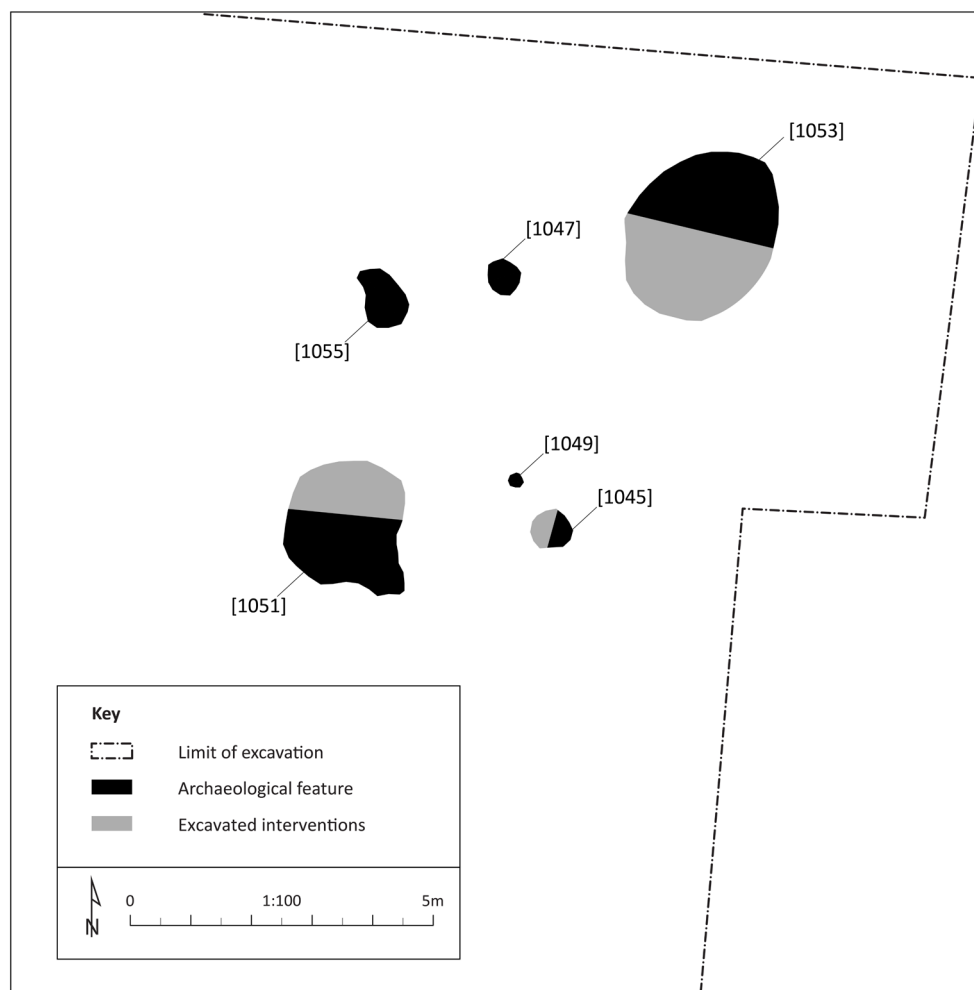 [1053]
[1047]
[1055]
[1049]
[1045]
[1051]
Key
Limit of excavation
Archaeological feature
Excavated interventions
N
0 1:100 5m